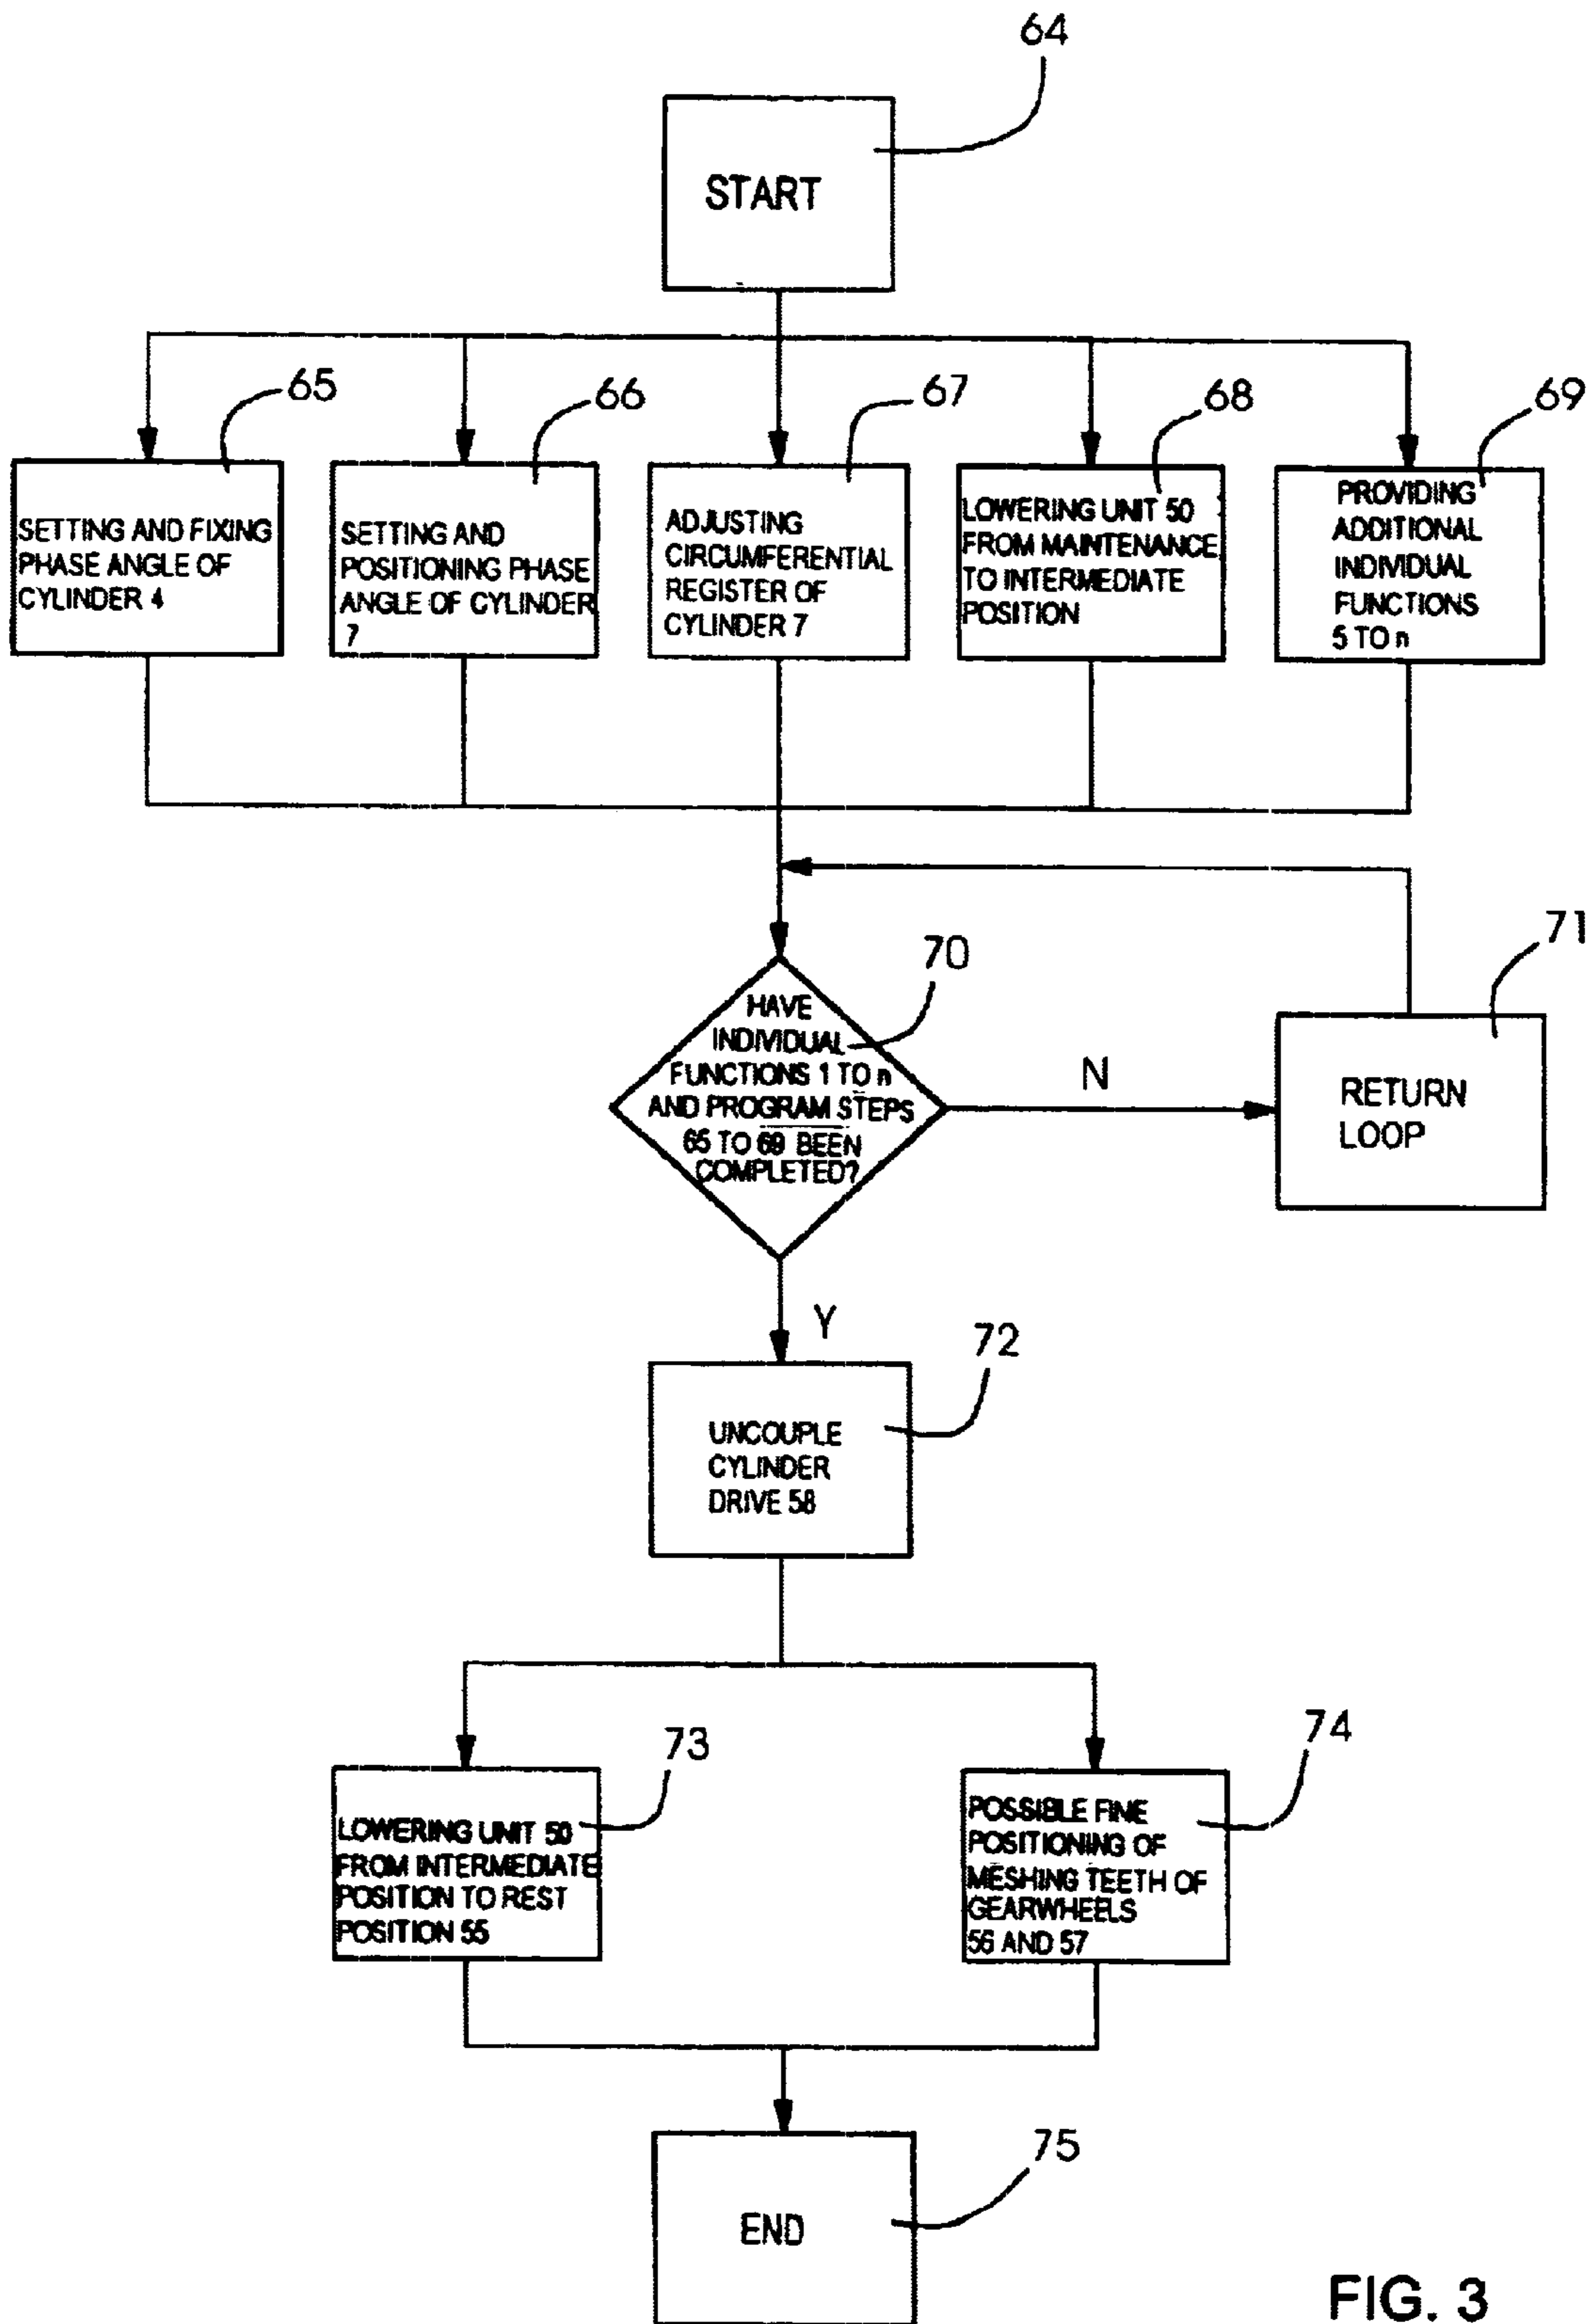 64
START
65
66
67
68
69
SETTING AND FIXING
PHASE ANGLE OF
CYLINDER 4
SETTING AND
POSITIONING PHASE
ANGLE OF CYLINDER
7
ADJUSTING
CIRCUMFERENTIAL
REGISTER OF
CYLINDER 7
LOWERING UNIT 50
FROM MAINTENANCE
TO INTERMEDIATE
POSITION
PROVIDING
ADDITIONAL
INDIVIDUAL
FUNCTIONS
5 TO n
70
71
HAVE
INDIVIDUAL
FUNCTIONS 1 TO n
AND PROGRAM STEPS
65 TO 69 BEEN
COMPLETED?
N
RETURN
LOOP
Y
72
UNCOUPLE
CYLINDER
DRIVE 58
73
74
LOWERING UNIT 50
FROM INTERMEDIATE
POSITION TO REST
POSITION 55
POSSIBLE FINE
POSITIONING OF
MESHING TEETH OF
GEARWHEELS
56 AND 57
75
END
FIG. 3